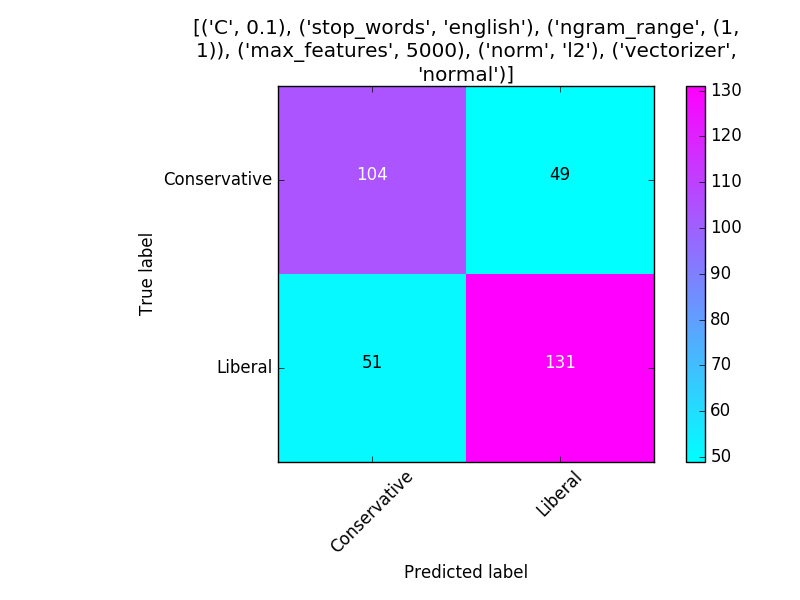 [('C', 0.1), ('stop_words', 'english'), ('ngram_range', (1,
1)), ('max_features', 5000), ('norm', 'l2'), ('vectorizer',
'normal')]
130
120
110
100
90
80
70
60
50
True label
Conservative
104
49
Liberal
51
131
Conservative
Liberal
Predicted label